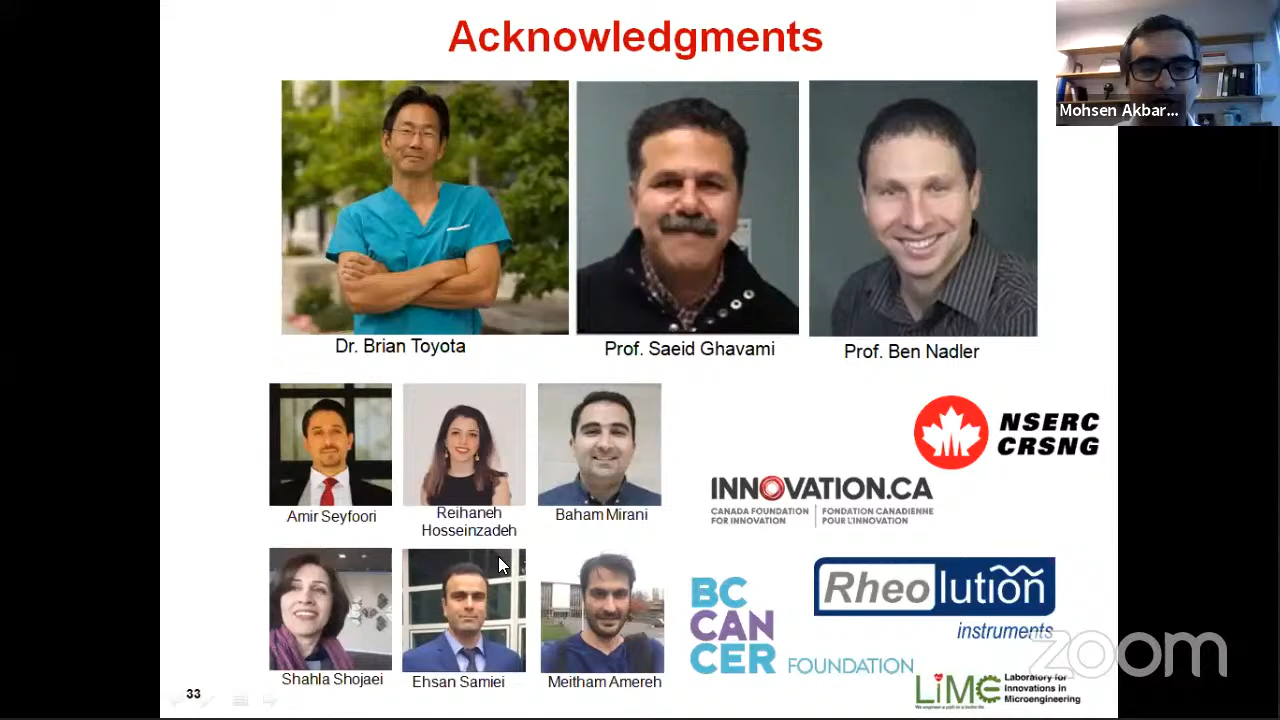 Acknowledgments
Mohsen Akbar...
Dr. Brian Toyota
Prof. Saeid Ghavami
Prof. Ben Nadler
NSERC
CRSNG
INNOVATION.CA
CANADA FOUNDATION
FOR INNOVATION
FONDATION CANADIENNE
POUR L'INNOVATION
Amir Seyfoori
Reihaneh
Hosseinzadeh
Baham Mirani
Rheolution
instruments
BC
CAN
CER
FOUNDATION
zoom
Shahla Shojaei
Ehsan Samiei
Meitham Amereh
LiME
Laboratory for
Innovations in
Microengineering
33